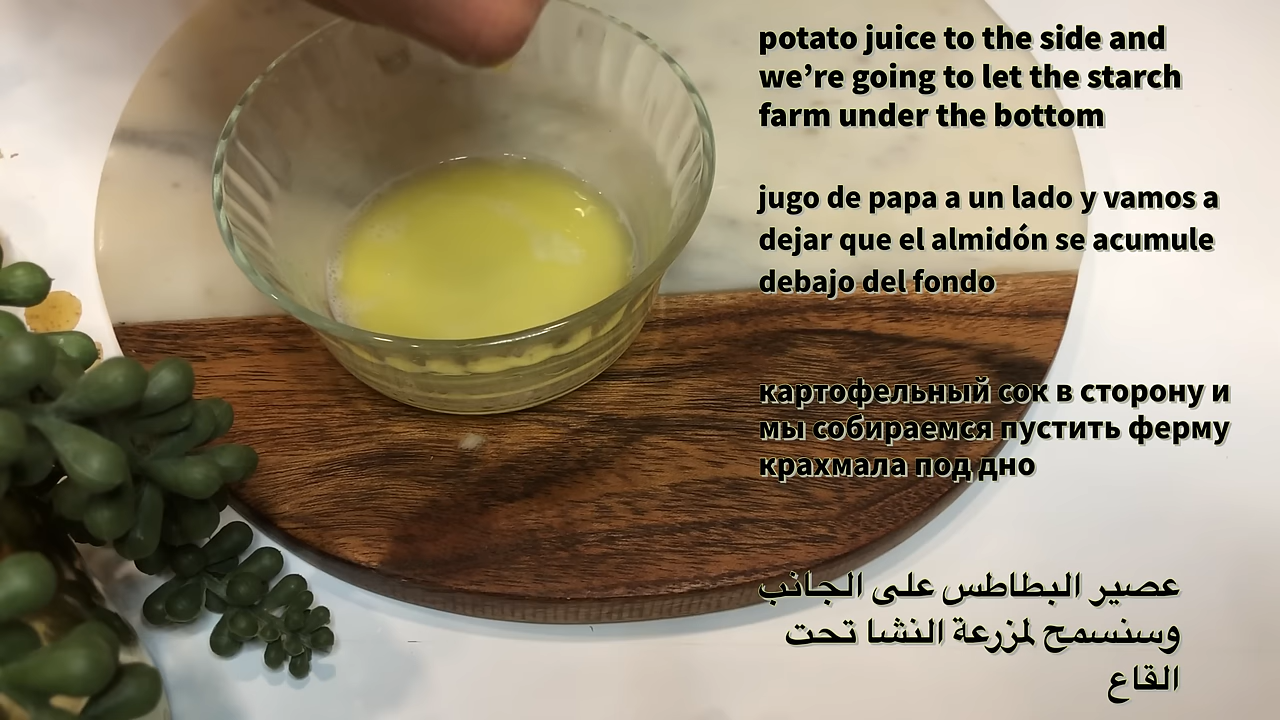 potato juice to the side and
we’re going to let the starch
farm under the bottom
jugo de papa a un lado y vamos a
dejar que el almidón se acumule
debajo del fondo
картофельный сок в сторону и
мы собираемся пустить ферму
крахмала под дно
عصير البطاطس على الجانب
وسنسمح لمزرعة النشا تحت
القاع